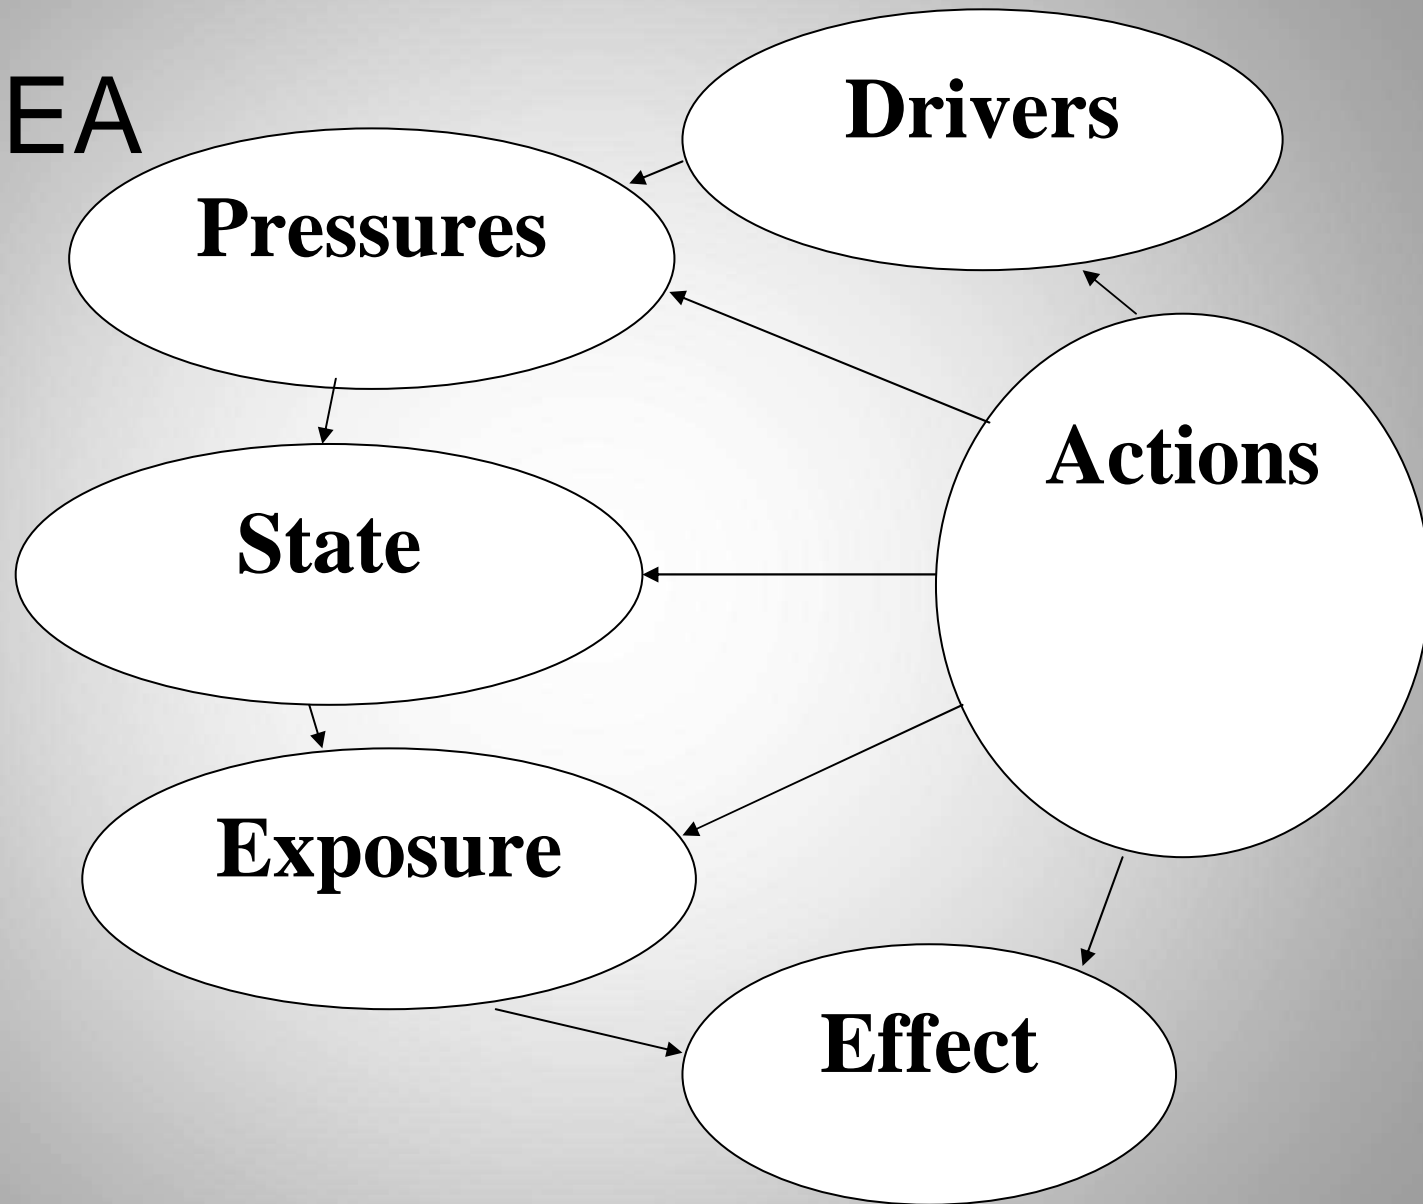 EA
Drivers
Pressures
Actions
State
Exposure
Effect